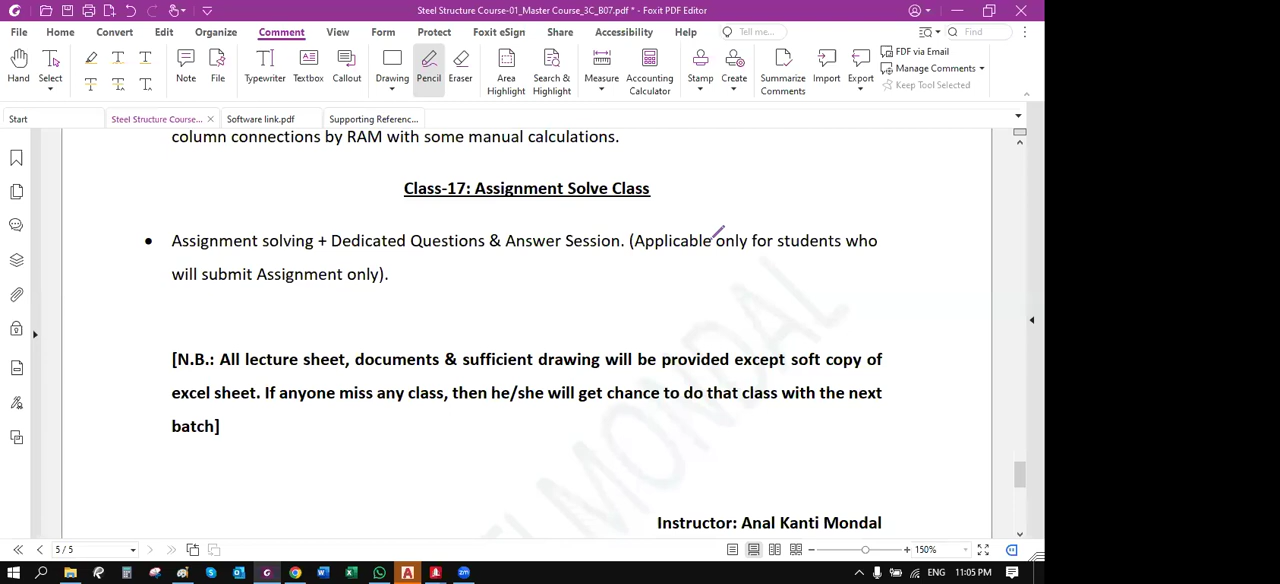 Steel Structure Course-01_Master Course_3C_B07.pdf * - Foxit PDF Editor
File Home Convert Edit Organize Comment View Form Protect Foxit eSign Share Accessibility Help Tell me... Find
Hand Select Note File Typewriter Textbox Callout Drawing Pencil Eraser Area Highlight Search & Highlight Measure Accounting Calculator Stamp Create Summarize Comments Import Export
FDF via Email
Manage Comments
Keep Tool Selected
Start Steel Structure Course... Software link.pdf Supporting Referenc...
column connections by RAM with some manual calculations.
Class-17: Assignment Solve Class
• Assignment solving + Dedicated Questions & Answer Session. (Applicable only for students who
will submit Assignment only).
[N.B.: All lecture sheet, documents & sufficient drawing will be provided except soft copy of
excel sheet. If anyone miss any class, then he/she will get chance to do that class with the next
batch]
MONDAL
Instructor: Anal Kanti Mondal
5 / 5 150%
ENG 11:05 PM